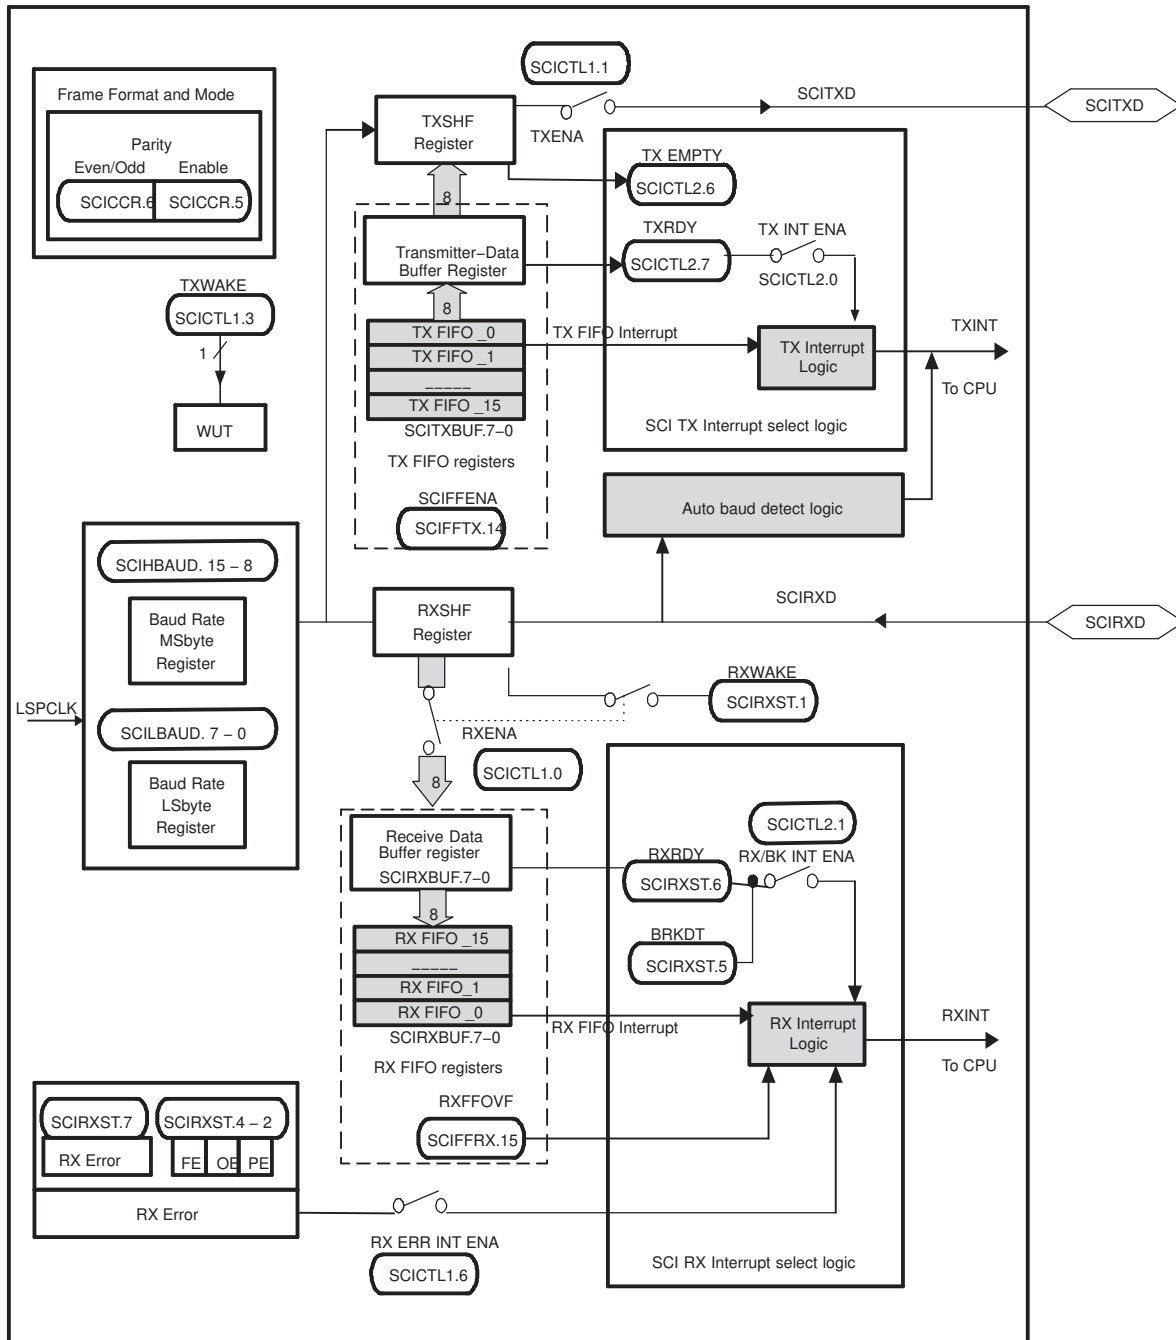 SCICTL1.1
Frame Format and Mode
Parity
Even/Odd
Enable
SCICCR.6
SCICCR.5
TXWAKE
SCICTL1.3
1
WUT
TXSHF
Register
TXENA
SCITXD
SCITXD
8
TX EMPTY
SCICTL2.6
Transmitter–Data
Buffer Register
TXRDY
SCICTL2.7
TX INT ENA
SCICTL2.0
8
TX FIFO _0
TX FIFO _1
_____
TX FIFO _15
SCITXBUF.7–0
TX FIFO registers
SCIFFENA
SCIFFTX.14
TX FIFO Interrupt
TX Interrupt
Logic
TXINT
To CPU
SCI TX Interrupt select logic
Auto baud detect logic
SCIHBAUD. 15 – 8
Baud Rate
MSbyte
Register
LSPCLK
SCILBAUD. 7 – 0
Baud Rate
LSbyte
Register
RXSHF
Register
SCIRXD
SCIRXD
RXWAKE
SCIRXST.1
RXENA
SCICTL1.0
8
Receive Data
Buffer register
SCIRXBUF.7–0
8
RX FIFO _15
_____
RX FIFO_1
RX FIFO _0
SCIRXBUF.7–0
RX FIFO registers
RXFFOVF
SCIFFRX.15
SCICTL2.1
RXRDY
RX/BK INT ENA
SCIRXST.6
BRKDT
SCIRXST.5
RX FIFO Interrupt
RX Interrupt
Logic
RXINT
To CPU
SCI RX Interrupt select logic
SCIRXST.7
SCIRXST.4 – 2
RX Error
FE
OE
PE
RX Error
RX ERR INT ENA
SCICTL1.6